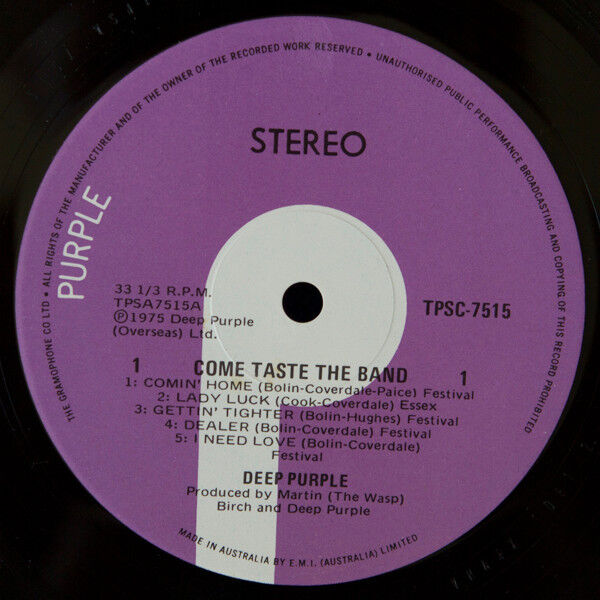 THE GRAMOPHONE CO LTD • ALL RIGHTS OF THE MANUFACTURER AND OF THE OWNER OF THE RECORDED WORK RESERVED • UNAUTHORISED PUBLIC PERFORMANCE BROADCASTING AND COPYING OF THIS RECORD PROHIBITED
STEREO
PURPLE
33 1/3 R.P.M.
TPSA7515A
Ⓟ1975 Deep Purple
(Overseas) Ltd.
TPSC-7515
1 COME TASTE THE BAND 1
1: COMIN' HOME (Bolin-Coverdale-Paice) Festival
2: LADY LUCK (Cook-Coverdale) Essex
3: GETTIN' TIGHTER (Bolin-Hughes) Festival
4: DEALER (Bolin-Coverdale) Festival
5: I NEED LOVE (Bolin-Coverdale)
Festival
DEEP PURPLE
Produced by Martin (The Wasp)
Birch and Deep Purple
MADE IN AUSTRALIA BY E.M.I. (AUSTRALIA) LIMITED